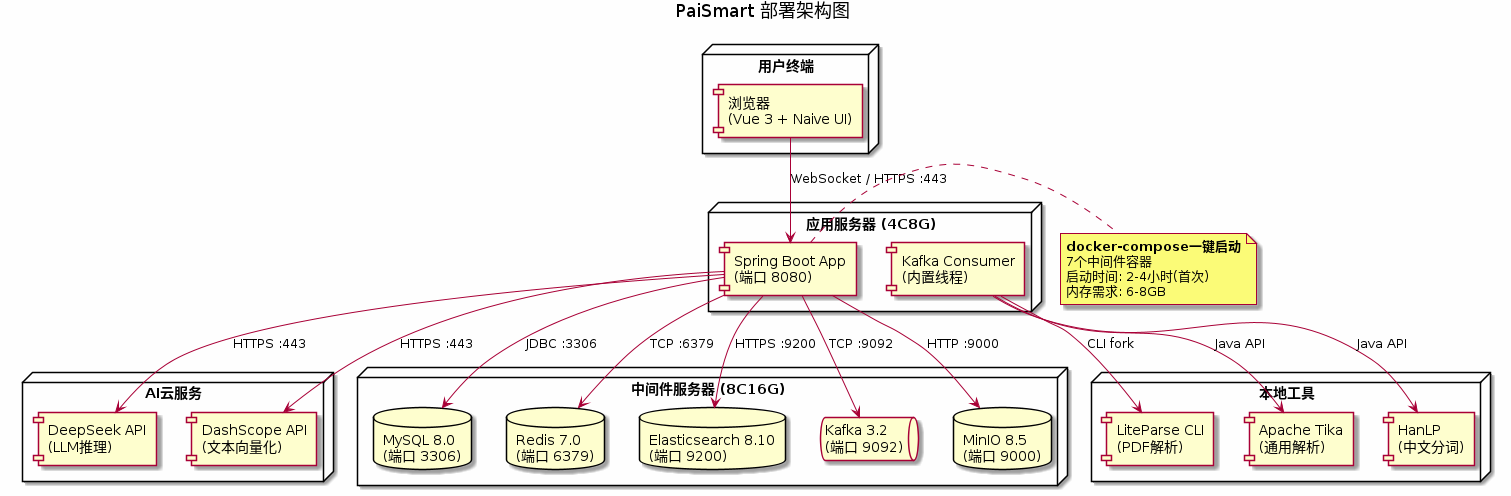 PaiSmart 部署架构图
用户终端
浏览器
(Vue 3 + Naive UI)
WebSocket / HTTPS :443
应用服务器 (4C8G)
Spring Boot App
(端口 8080)
Kafka Consumer
(内置线程)
docker-compose一键启动
7个中间件容器
启动时间: 2-4小时(首次)
内存需求: 6-8GB
HTTPS :443
HTTPS :443
JDBC :3306
TCP :6379
HTTPS :9200
TCP :9092
HTTP :9000
CLI fork
Java API
Java API
AI云服务
DeepSeek API
(LLM推理)
DashScope API
(文本向量化)
中间件服务器 (8C16G)
MySQL 8.0
(端口 3306)
Redis 7.0
(端口 6379)
Elasticsearch 8.10
(端口 9200)
Kafka 3.2
(端口 9092)
MinIO 8.5
(端口 9000)
本地工具
LiteParse CLI
(PDF解析)
Apache Tika
(通用解析)
HanLP
(中文分词)